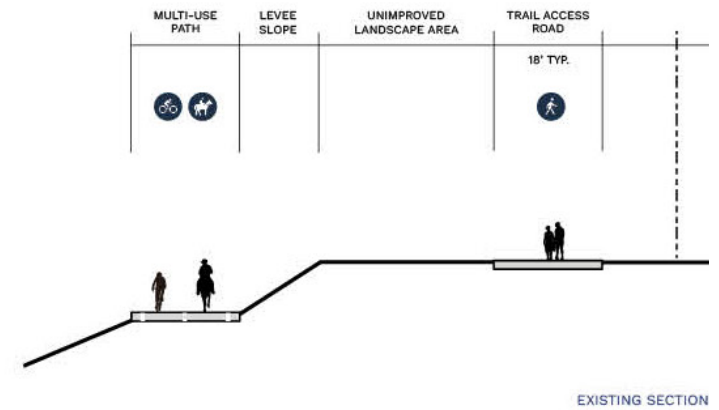 MULTI-USE
PATH
LEVEE
SLOPE
UNIMPROVED
LANDSCAPE AREA
TRAIL ACCESS
ROAD
18' TYP.
EXISTING SECTION